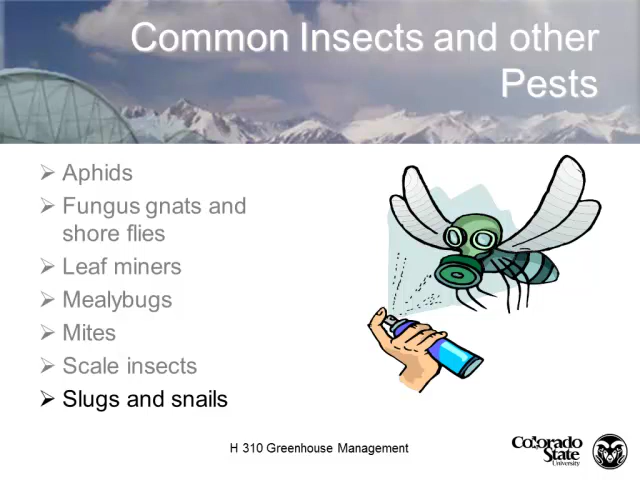 Common Insects and other
Pests
Aphids
Fungus gnats and
shore flies
Leaf miners
Mealybugs
Mites
Scale insects
Slugs and snails
H 310 Greenhouse Management
Colorado
State
University